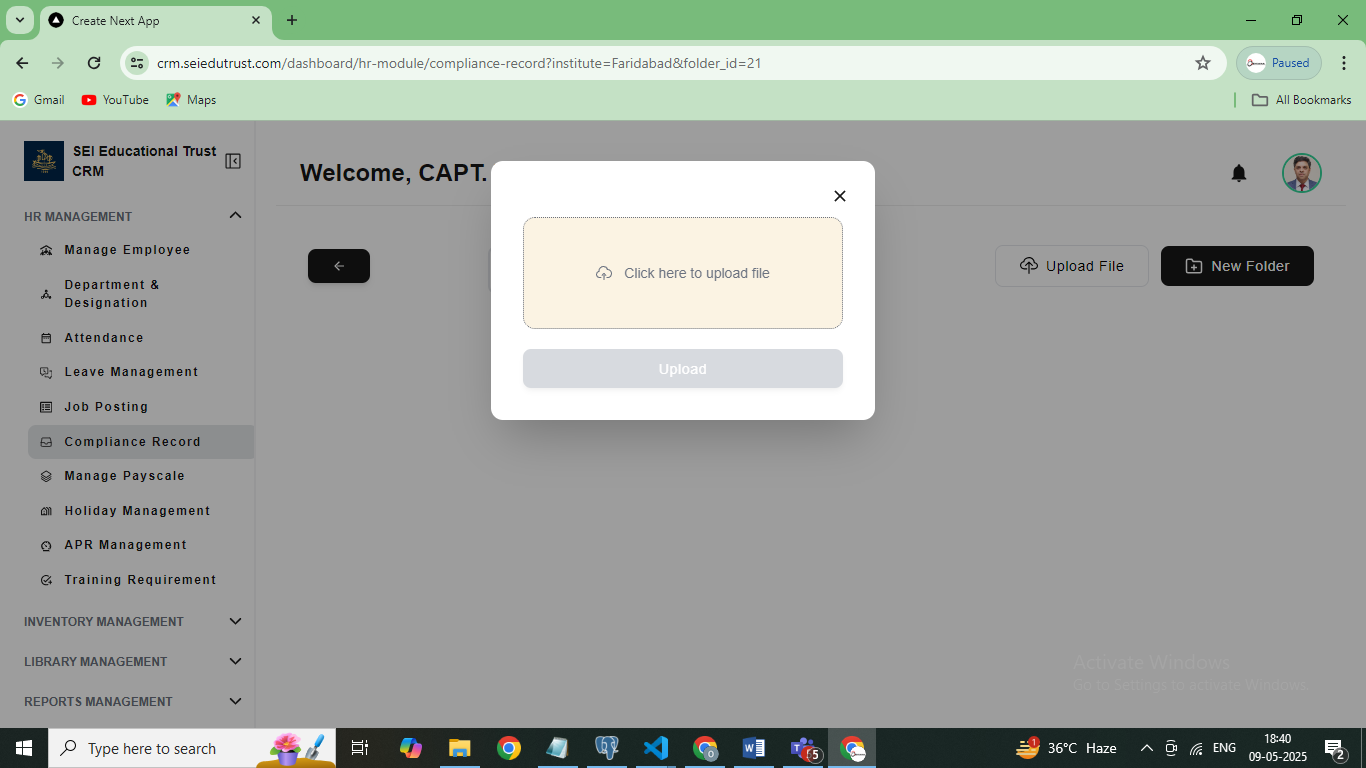 Create Next App
crm.seiedutrust.com/dashboard/hr-module/compliance-record?institute=Faridabad&folder_id=21
Paused
Gmail
YouTube
Maps
All Bookmarks
SEI Educational Trust
CRM
Welcome, CAPT.
HR MANAGEMENT
Manage Employee
Department &
Designation
Attendance
Leave Management
Job Posting
Compliance Record
Manage Payscale
Holiday Management
APR Management
Training Requirement
INVENTORY MANAGEMENT
LIBRARY MANAGEMENT
REPORTS MANAGEMENT
Upload File
New Folder
Click here to upload file
Upload
Activate Windows
Go to Settings to activate Windows.
Type here to search
5
1
36°C Haze
ENG
18:40
09-05-2025
2